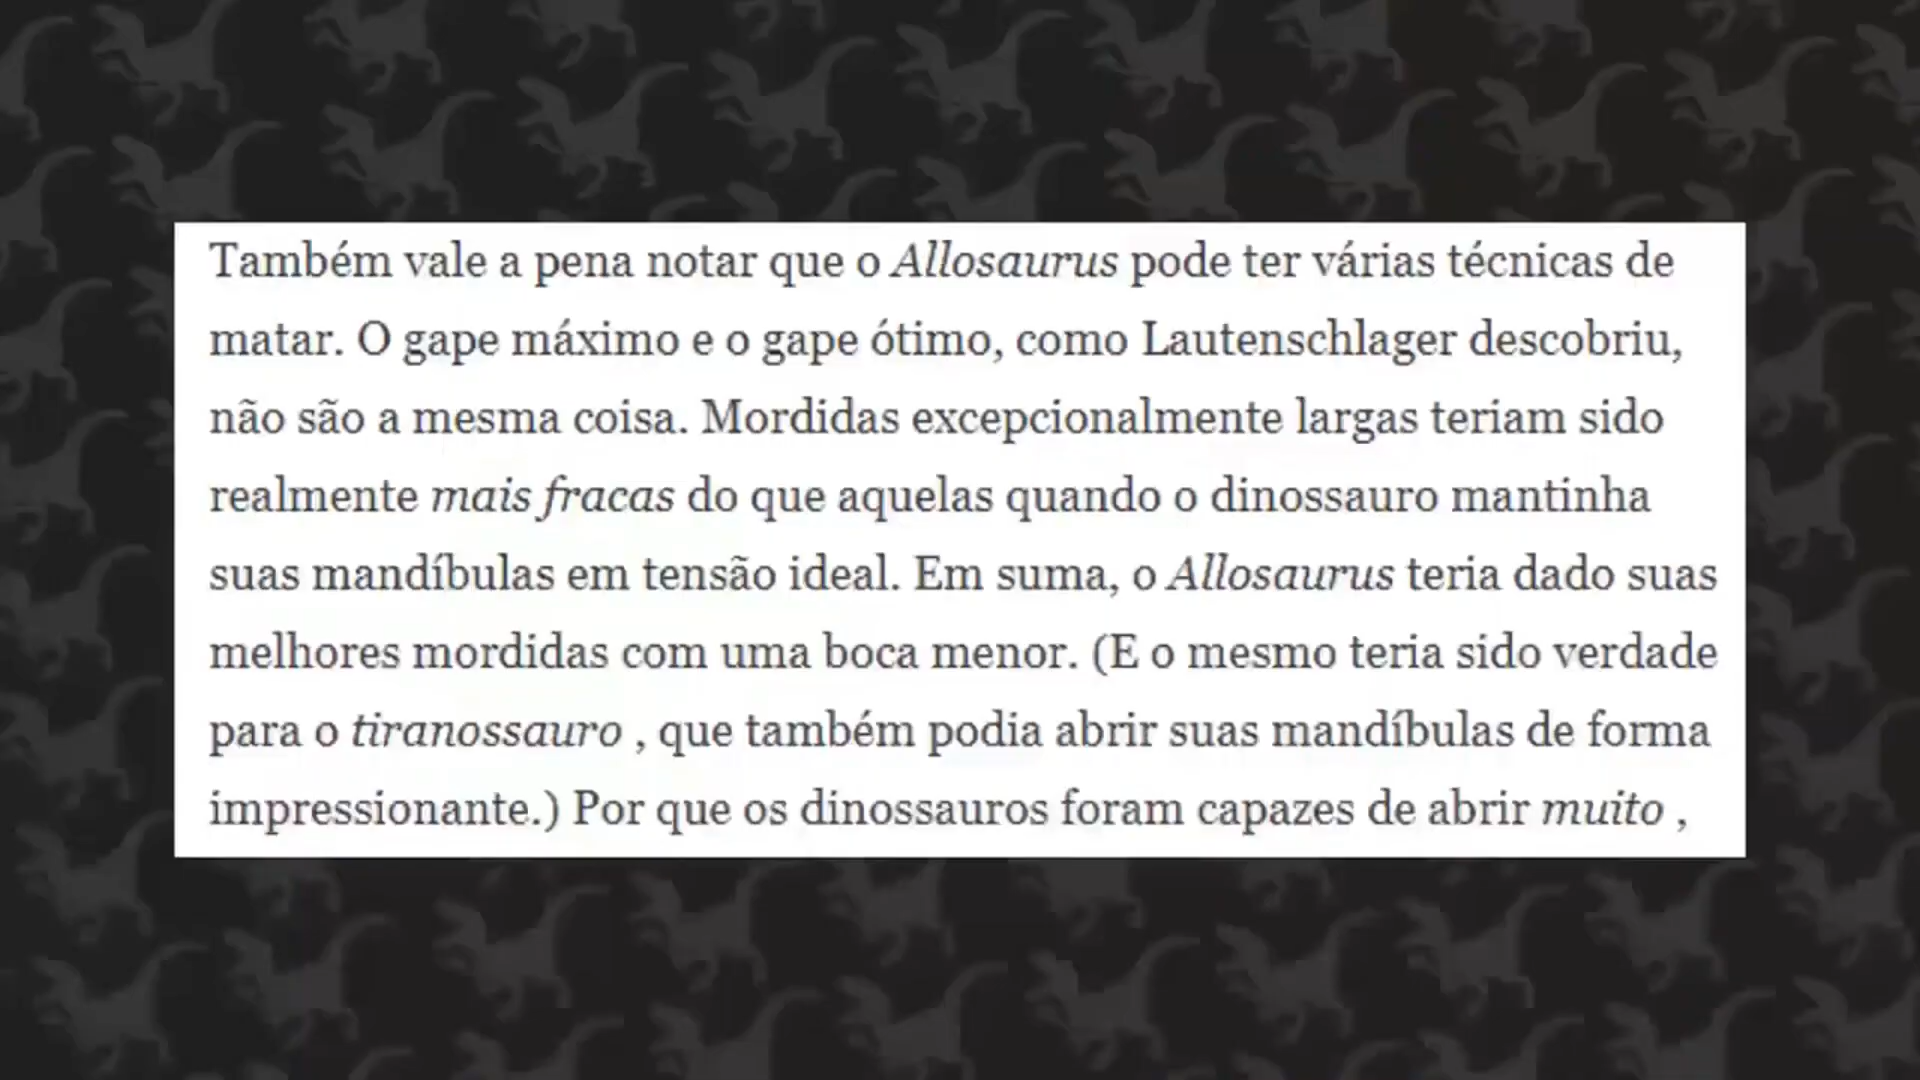 Também vale a pena notar que o Allosaurus pode ter várias técnicas de
matar. O gape máximo e o gape ótimo, como Lautenschlager descobriu,
não são a mesma coisa. Mordidas excepcionalmente largas teriam sido
realmente mais fracas do que aquelas quando o dinossauro mantinha
suas mandíbulas em tensão ideal. Em suma, o Allosaurus teria dado suas
melhores mordidas com uma boca menor. (E o mesmo teria sido verdade
para o tiranossauro , que também podia abrir suas mandíbulas de forma
impressionante.) Por que os dinossauros foram capazes de abrir muito ,